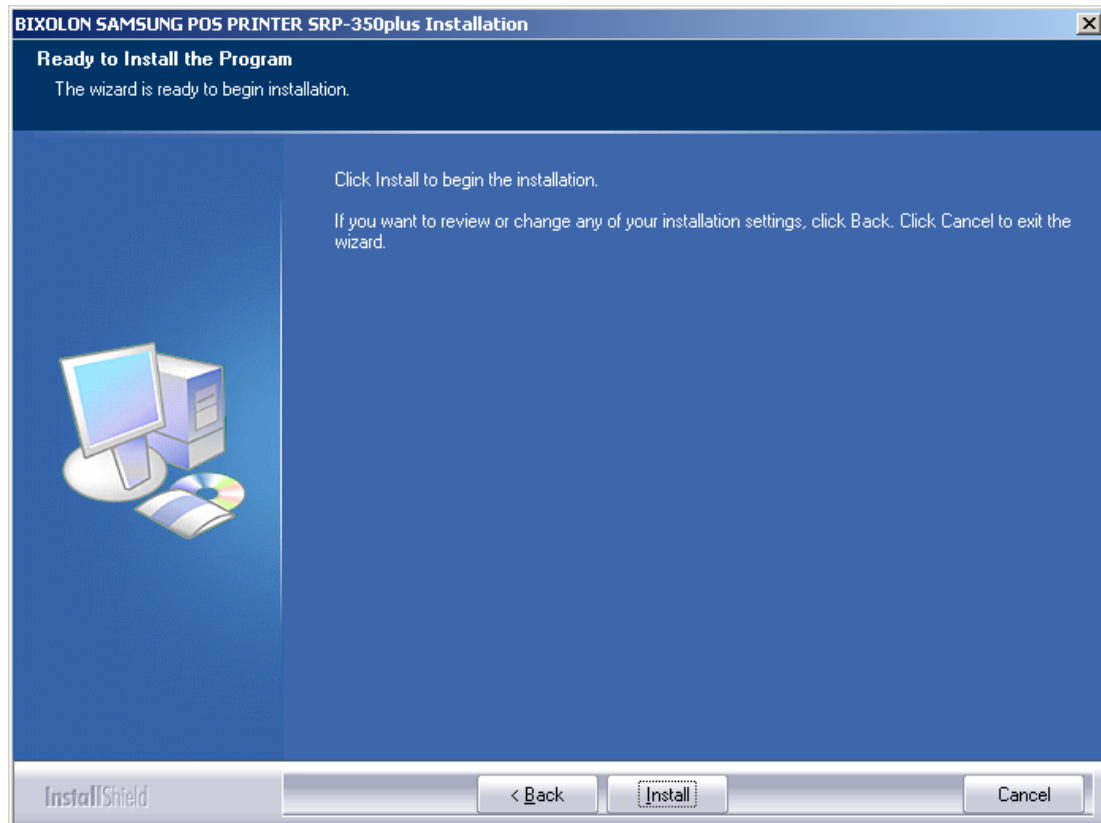 BIXOLON SAMSUNG POS PRINTER SRP-350plus Installation
Ready to Install the Program
The wizard is ready to begin installation.
Click Install to begin the installation.
If you want to review or change any of your installation settings, click Back. Click Cancel to exit the
wizard.
InstallShield
< Back
Install
Cancel